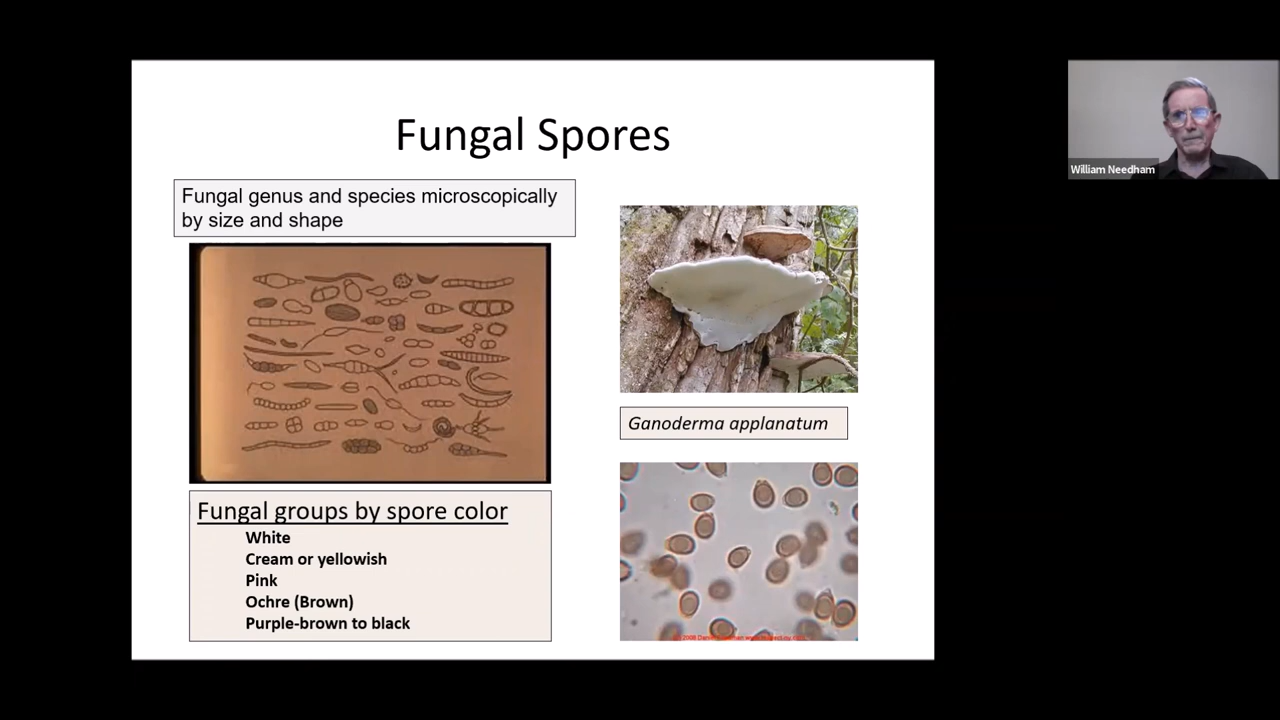 Fungal Spores
Fungal genus and species microscopically
by size and shape
Ganoderma applanatum
Fungal groups by spore color
White
Cream or yellowish
Pink
Ochre (Brown)
Purple-brown to black
William Needham